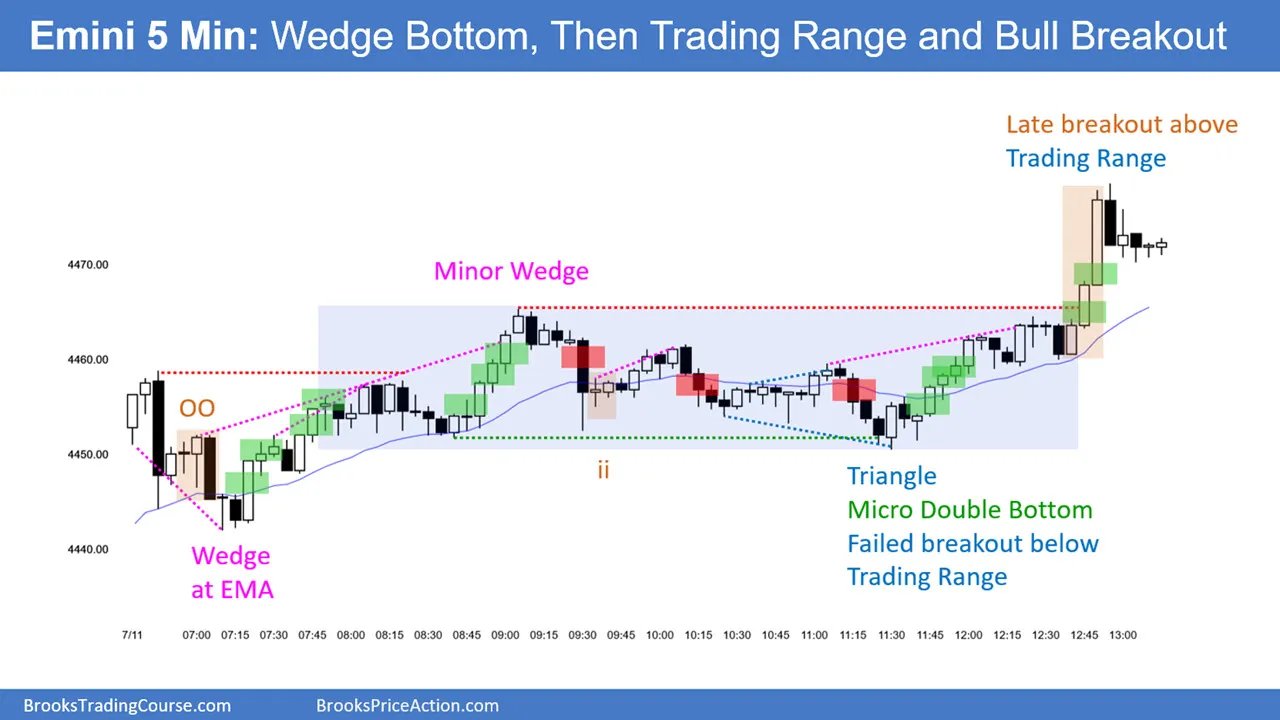 Emini 5 Min: Wedge Bottom, Then Trading Range and Bull Breakout
Late breakout above
Trading Range
Minor Wedge
4470.00
4460.00
4450.00
4440.00
OO
ii
Wedge
at EMA
Triangle
Micro Double Bottom
Failed breakout below
Trading Range
7/11 07:00 07:15 07:30 07:45 08:00 08:15 08:30 08:45 09:00 09:15 09:30 09:45 10:00 10:15 10:30 10:45 11:00 11:15 11:30 11:45 12:00 12:15 12:30 12:45 13:00
BrooksTradingCourse.com BrooksPriceAction.com